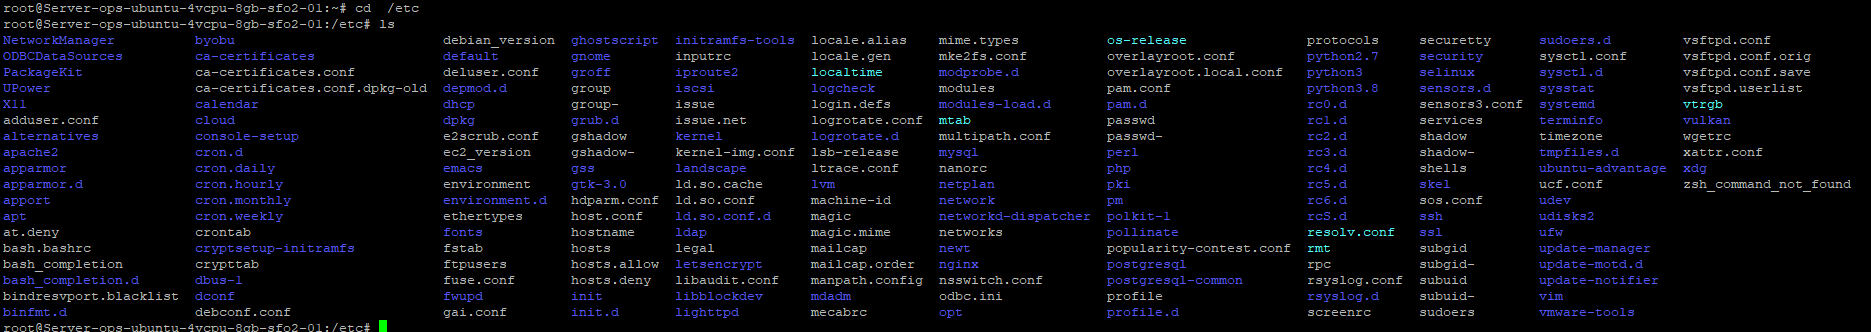 root@Server-ops-ubuntu-4vcpu-8gb-sfo2-01:~# cd  /etc
root@Server-ops-ubuntu-4vcpu-8gb-sfo2-01:/etc# ls
NetworkManager byobu debian_version ghostscript initramfs-tools locale.alias mime.types os-release protocols securetty sudoers.d vsftpd.conf
ODBCDataSources ca-certificates default gnome inputrc locale.gen mke2fs.conf overlayroot.conf python2.7 security sysctl.conf vsftpd.conf.orig
PackageKit ca-certificates.conf deluser.conf groff iproute2 localtime modprobe.d overlayroot.local.conf python3 selinux sysctl.d vsftpd.conf.save
UPower ca-certificates.conf.dpkg-old depmod.d group iscsi logcheck modules pam.conf python3.8 sensors.d sysstat vsftpd.userlist
X11 calendar dhcp group- issue login.defs modules-load.d pam.d rc0.d sensors3.conf systemd vtrgb
adduser.conf cloud dpkg grub.d issue.net logrotate.conf mtab passwd rc1.d services terminfo vulkan
alternatives console-setup e2scrub.conf gshadow kernel logrotate.d multipath.conf passwd- rc2.d shadow timezone wgetrc
apache2 cron.d ec2_version gshadow- kernel-img.conf lsb-release mysql perl rc3.d shadow- tmpfiles.d xattr.conf
apparmor cron.daily emacs gss landscape ltrace.conf nanorc php rc4.d shells ubuntu-advantage xdg
apparmor.d cron.hourly environment gtk-3.0 ld.so.cache lvm netplan pki rc5.d skel ucf.conf zsh_command_not_found
apport cron.monthly environment.d hdparm.conf ld.so.conf machine-id network pm rc6.d sos.conf udev
apt cron.weekly ethertypes host.conf ld.so.conf.d magic networkd-dispatcher polkit-1 rcS.d ssh udisks2
at.deny crontab fonts hostname ldap magic.mime networks pollinate resolv.conf ssl ufw
bash.bashrc cryptsetup-initramfs fstab hosts legal mailcap newt popularity-contest.conf rmt subgid update-manager
bash_completion crypttab ftpusers hosts.allow letsencrypt mailcap.order nginx postgresql rpc subgid- update-motd.d
bash_completion.d dbus-1 fuse.conf hosts.deny libaudit.conf manpath.config nsswitch.conf postgresql-common rsyslog.conf subuid update-notifier
bindresvport.blacklist dconf fwupd init libblockdev mdadm odbc.ini profile rsyslog.d subuid- vim
binfmt.d debconf.conf gai.conf init.d lighttpd mecabrc opt profile.d screenrc sudoers vmware-tools
root@Server-ops-ubuntu-4vcpu-8gb-sfo2-01:/etc#